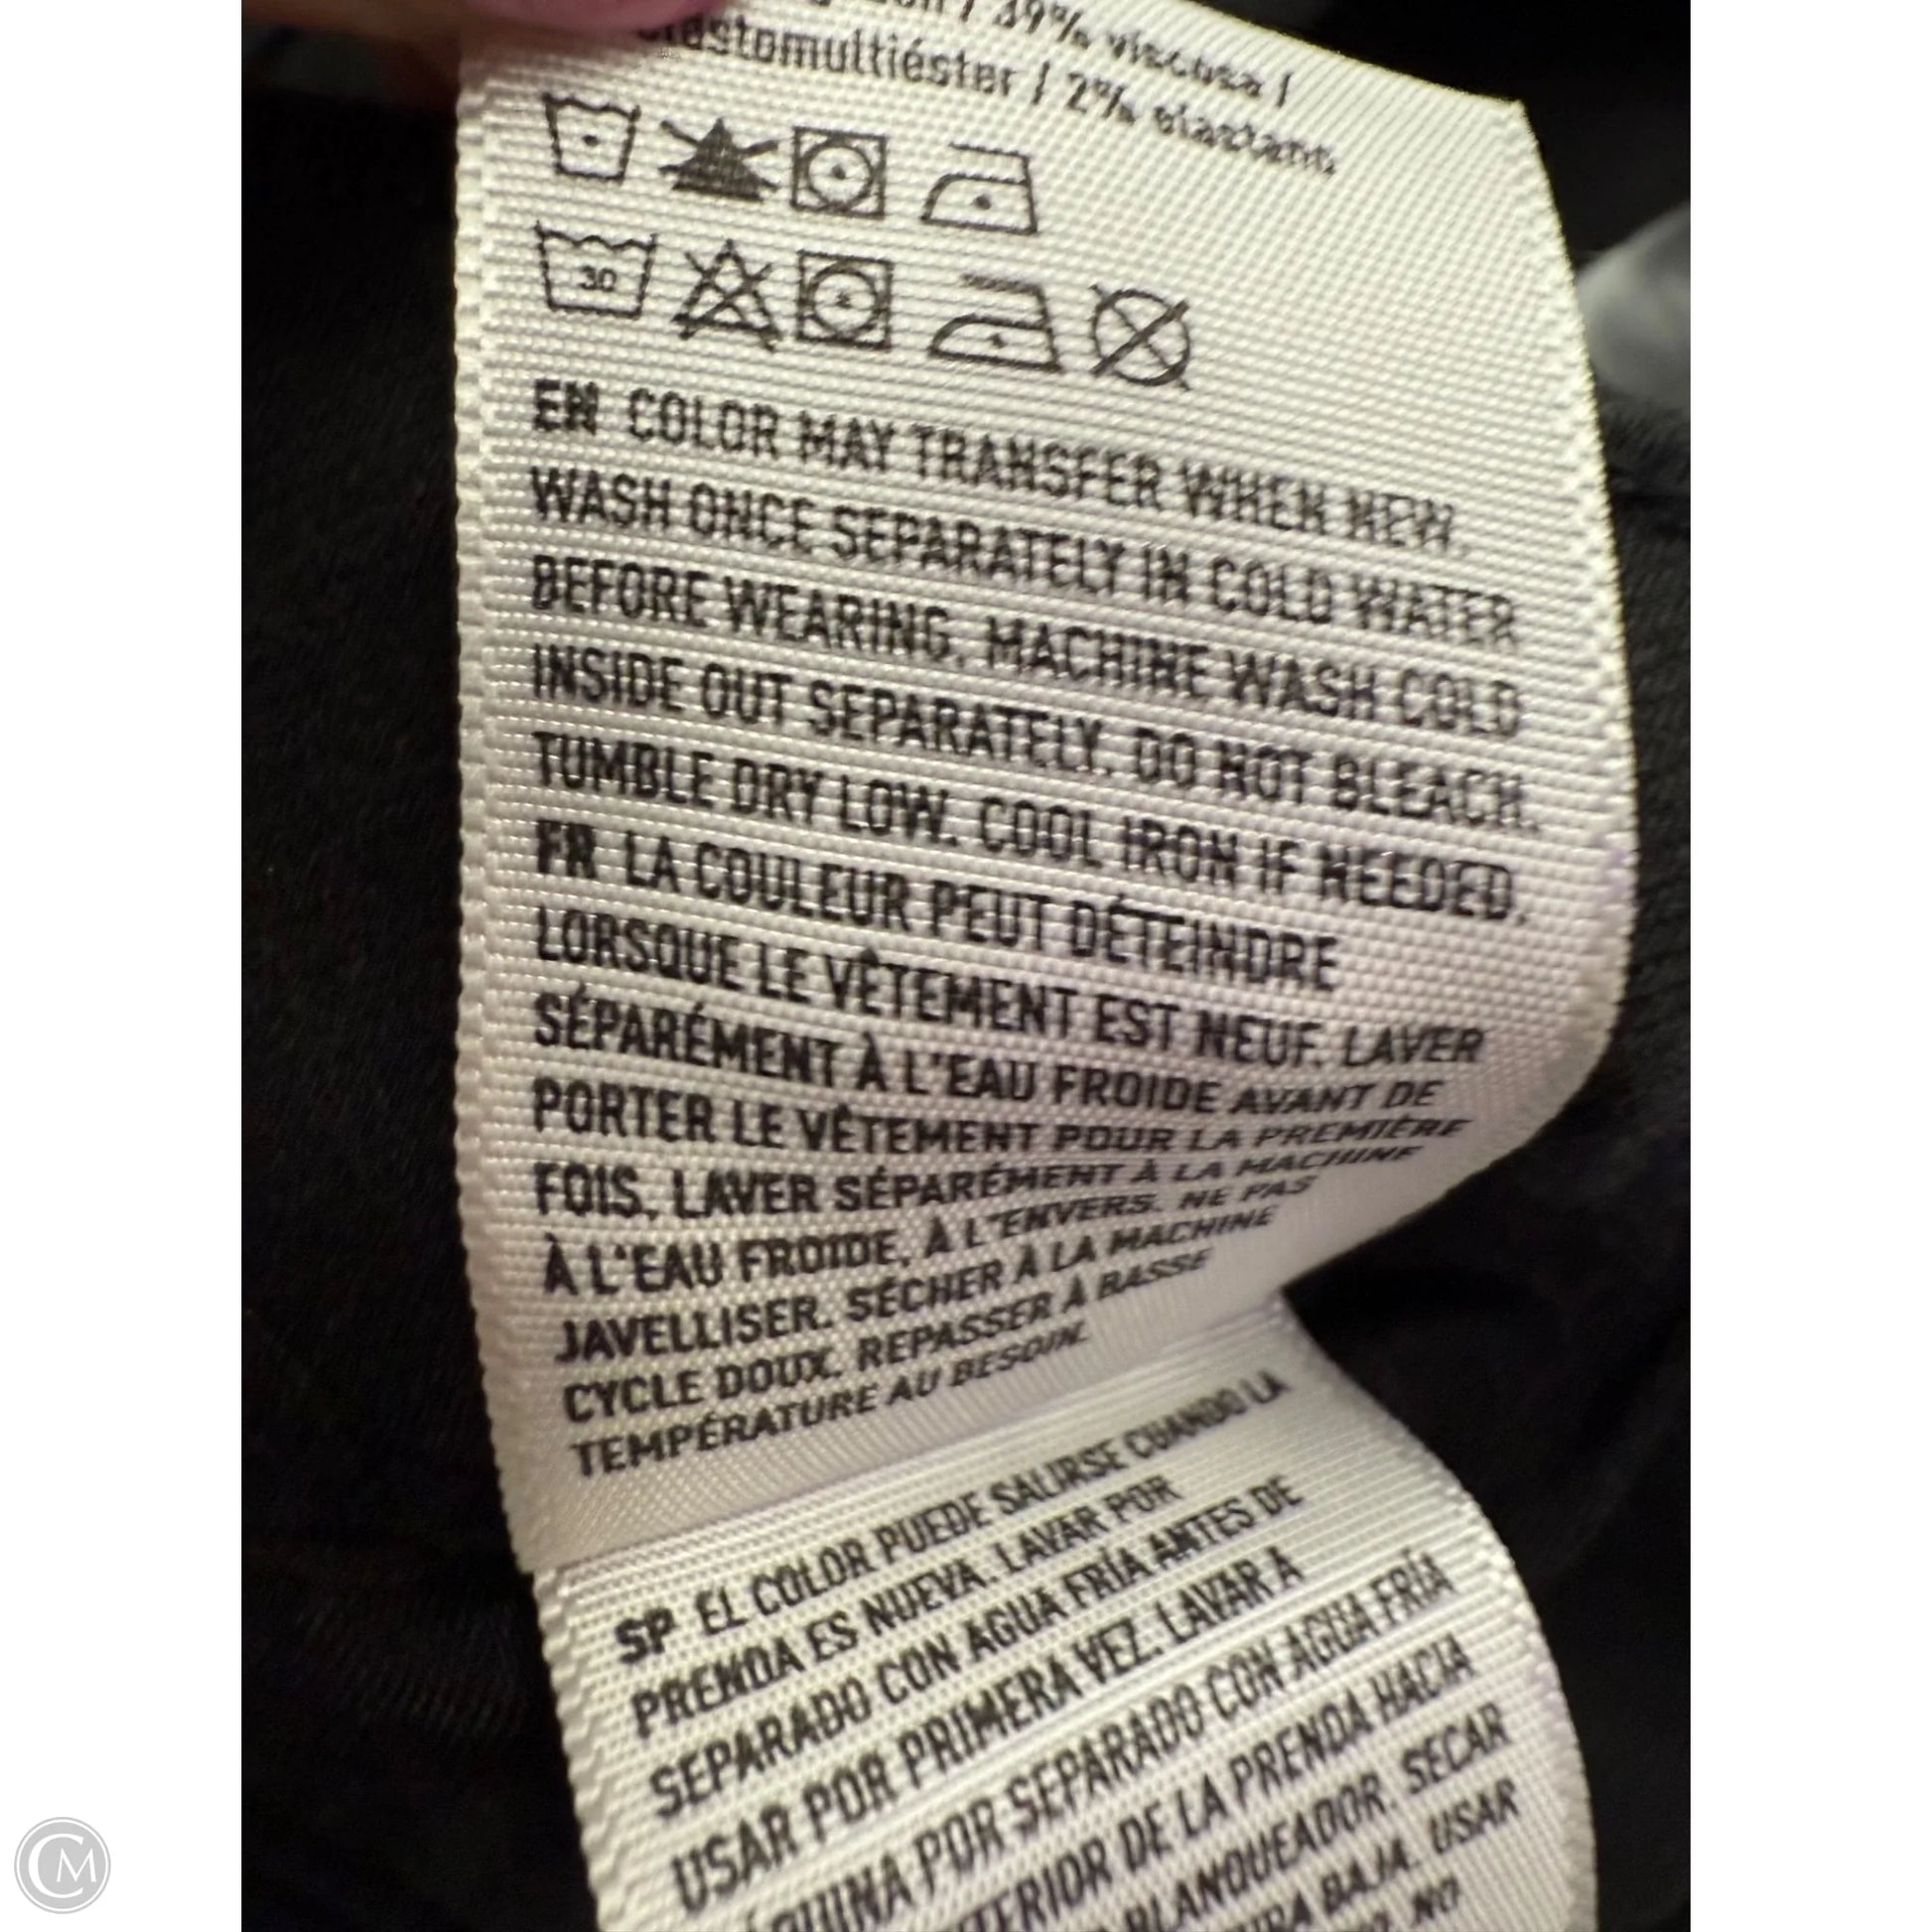 / 39% viscosa /
elastomultiéster / 2% elastano
30
EN COLOR MAY TRANSFER WHEN NEW.
WASH ONCE SEPARATELY IN COLD WATER
BEFORE WEARING. MACHINE WASH COLD
INSIDE OUT SEPARATELY. DO NOT BLEACH.
TUMBLE DRY LOW. COOL IRON IF NEEDED.
FR LA COULEUR PEUT DÉTEINDRE
LORSQUE LE VÊTEMENT EST NEUF. LAVER
SÉPARÉMENT À L'EAU FROIDE AVANT DE
PORTER LE VÊTEMENT POUR LA PREMIÈRE
FOIS. LAVER SÉPARÉMENT À LA MACHINE
À L'EAU FROIDE, À L'ENVERS. NE PAS
JAVELLISER. SÉCHER À LA MACHINE
CYCLE DOUX. REPASSER À BASSE
TEMPÉRATURE AU BESOIN.
SP EL COLOR PUEDE SALIRSE CUANDO LA
PRENDA ES NUEVA. LAVAR POR
SEPARADO CON AGUA FRÍA ANTES DE
USAR POR PRIMERA VEZ. LAVAR A
POR SEPARADO CON AGUA FRÍA
DE LA PRENDA HACIA
BLANQUEADOR. SECAR
BAJA. USAR
NO
CM